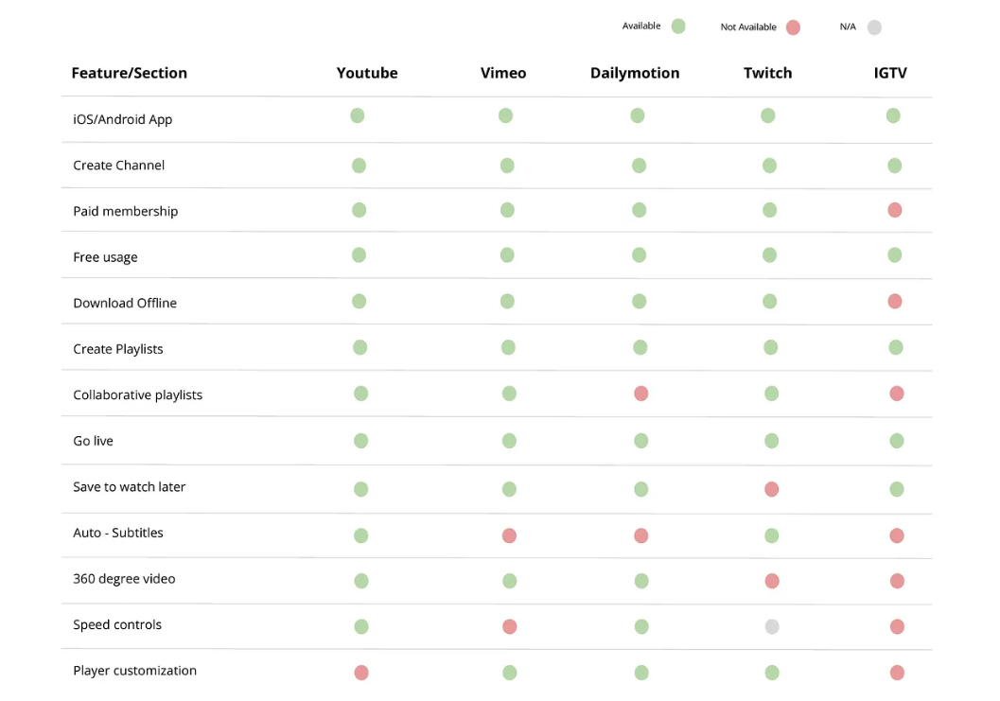 Available Not Available N/A
Feature/Section Youtube Vimeo Dailymotion Twitch IGTV
iOS/Android App
Create Channel
Paid membership
Free usage
Download Offline
Create Playlists
Collaborative playlists
Go live
Save to watch later
Auto - Subtitles
360 degree video
Speed controls
Player customization